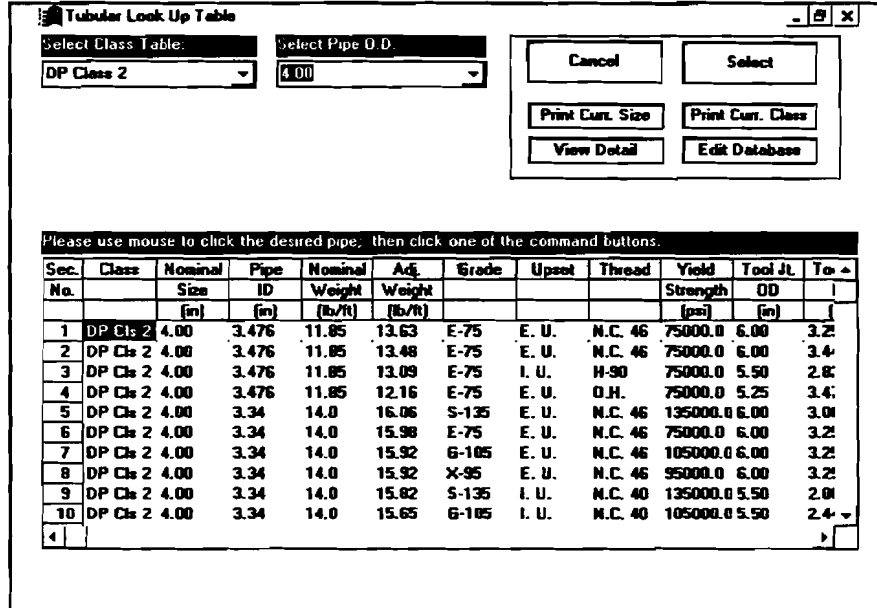 Tubular Look Up Table
Select Class Table:
Select Pipe O.D.
DP Class 2
4.00
Cancel
Select
Print Curr. Size
Print Curr. Class
View Detail
Edit Database
Please use mouse to click the desired pipe; then click one of the command buttons.
Sec. Class Nominal Pipe Nominal Adj. Grade Upset Thread Yield Tool Jt.
No. Size ID Weight Weight Strength OD
(in) (in) (lb/ft) (lb/ft) (psi) (in)
1 DP Cls 2 4.00 3.476 11.85 13.63 E-75 E. U. N.C. 46 75000.0 6.00
2 DP Cls 2 4.00 3.476 11.85 13.48 E-75 E. U. N.C. 46 75000.0 6.00
3 DP Cls 2 4.00 3.476 11.85 13.09 E-75 I. U. H-90 75000.0 5.50
4 DP Cls 2 4.00 3.476 11.85 12.16 E-75 E. U. O.H. 75000.0 5.25
5 DP Cls 2 4.00 3.34 14.0 16.06 S-135 E. U. N.C. 46 135000.0 6.00
6 DP Cls 2 4.00 3.34 14.0 15.98 E-75 E. U. N.C. 46 75000.0 6.00
7 DP Cls 2 4.00 3.34 14.0 15.92 G-105 E. U. N.C. 46 105000.0 6.00
8 DP Cls 2 4.00 3.34 14.0 15.92 X-95 E. U. N.C. 46 95000.0 6.00
9 DP Cls 2 4.00 3.34 14.0 15.82 S-135 I. U. N.C. 40 135000.0 5.50
10 DP Cls 2 4.00 3.34 14.0 15.65 G-105 I. U. N.C. 40 105000.0 5.50